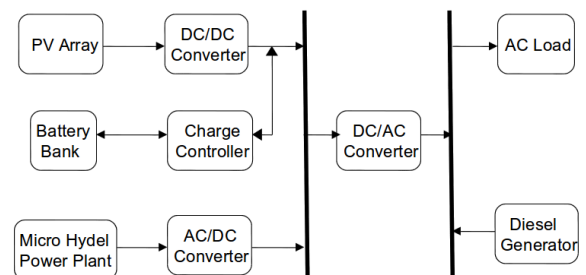 PV Array
DC/DC
Converter
AC Load
Battery
Bank
Charge
Controller
DC/AC
Converter
Micro Hydel
Power Plant
AC/DC
Converter
Diesel
Generator